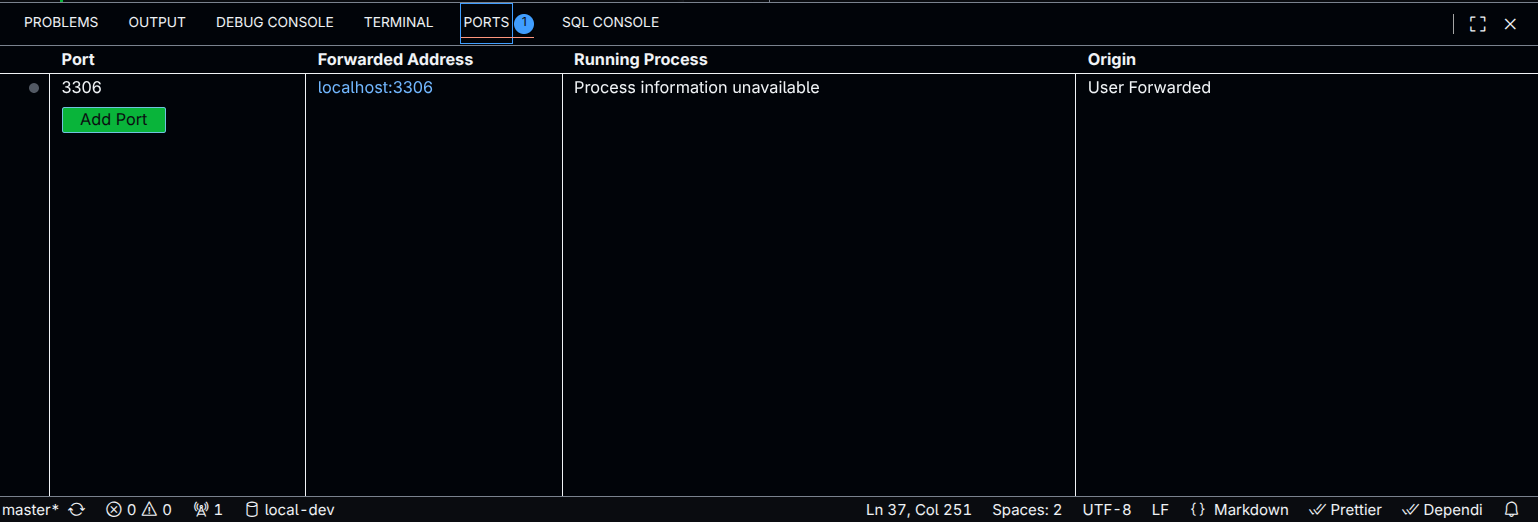 PROBLEMS OUTPUT DEBUG CONSOLE TERMINAL PORTS 1 SQL CONSOLE
Port Forwarded Address Running Process Origin
3306 localhost:3306 Process information unavailable User Forwarded
Add Port
master* 0 0 1 local-dev Ln 37, Col 251 Spaces: 2 UTF-8 LF {} Markdown Prettier Dependi